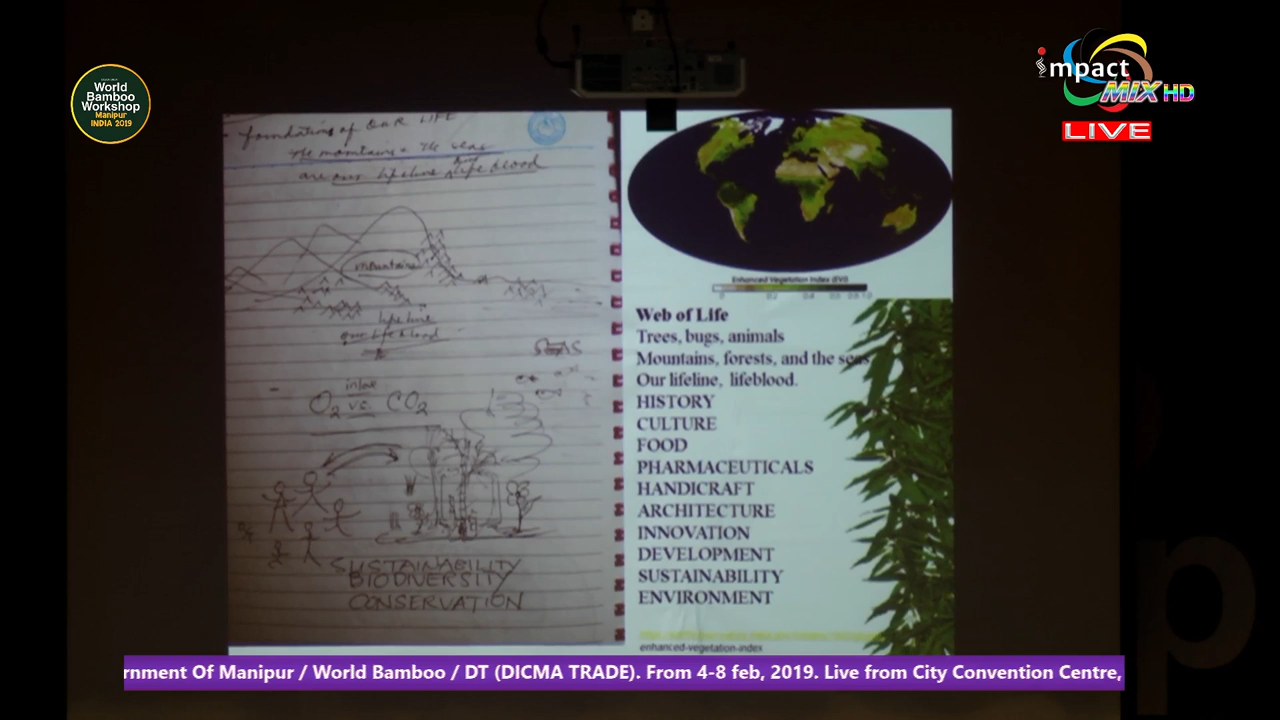 World
Bamboo
Workshop
Manipur
INDIA 2019
impact
MIX HD
LIVE
foundation of OUR LIFE
the mountains the seas
are our lifeline life blood
mountains
life line
our life blood
SEAS
O₂ vs. CO₂
SUSTAINABILITY
BIODIVERSITY
CONSERVATION
Enhanced Vegetation Index (EVI)
Web of Life
Trees, bugs, animals
Mountains, forests, and the seas
Our lifeline, lifeblood.
HISTORY
CULTURE
FOOD
PHARMACEUTICALS
HANDICRAFT
ARCHITECTURE
INNOVATION
DEVELOPMENT
SUSTAINABILITY
ENVIRONMENT
enhanced-vegetation-index
rnment Of Manipur / World Bamboo / DT (DICMA TRADE). From 4-8 feb, 2019. Live from City Convention Centre,